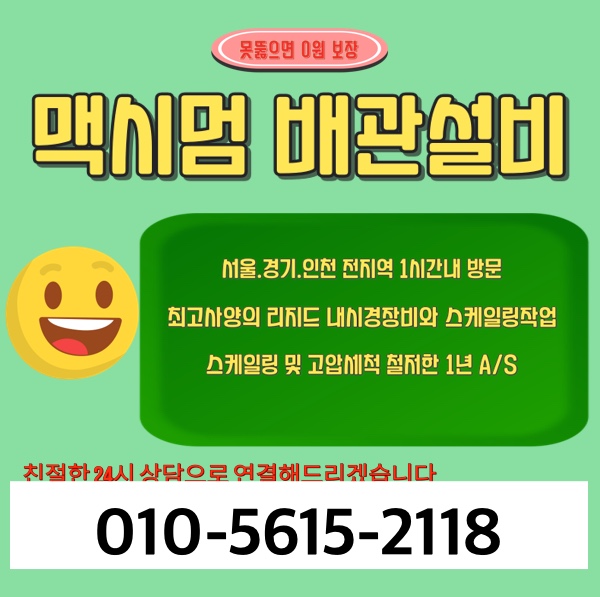 못뚫으면 0원 보장
맥시멈 배관설비
서울.경기.인천 전지역 1시간내 방문
최고사양의 리지드 내시경장비와 스케일링작업
스케일링 및 고압세척 철저한 1년 A/S
친절한 24시 상담으로 연결해드리겠습니다
010-5615-2118